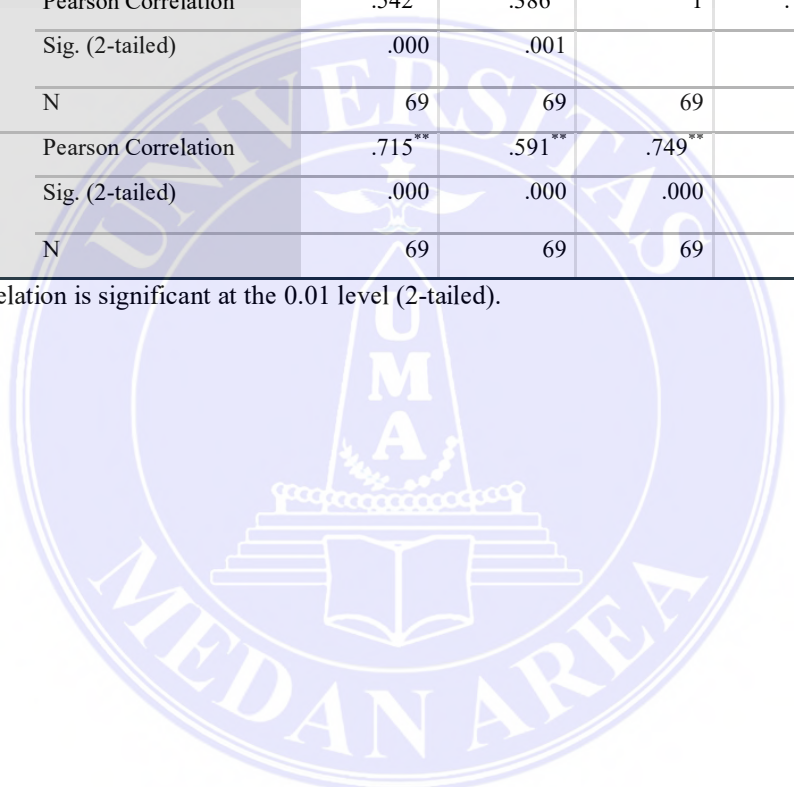 Pearson Correlation .542 .386 1 .
Sig. (2-tailed) .000 .001
N 69 69 69
Pearson Correlation .715** .591** .749**
Sig. (2-tailed) .000 .000 .000
N 69 69 69
elation is significant at the 0.01 level (2-tailed).
UNIVERSITAS
UMA
MEDAN AREA